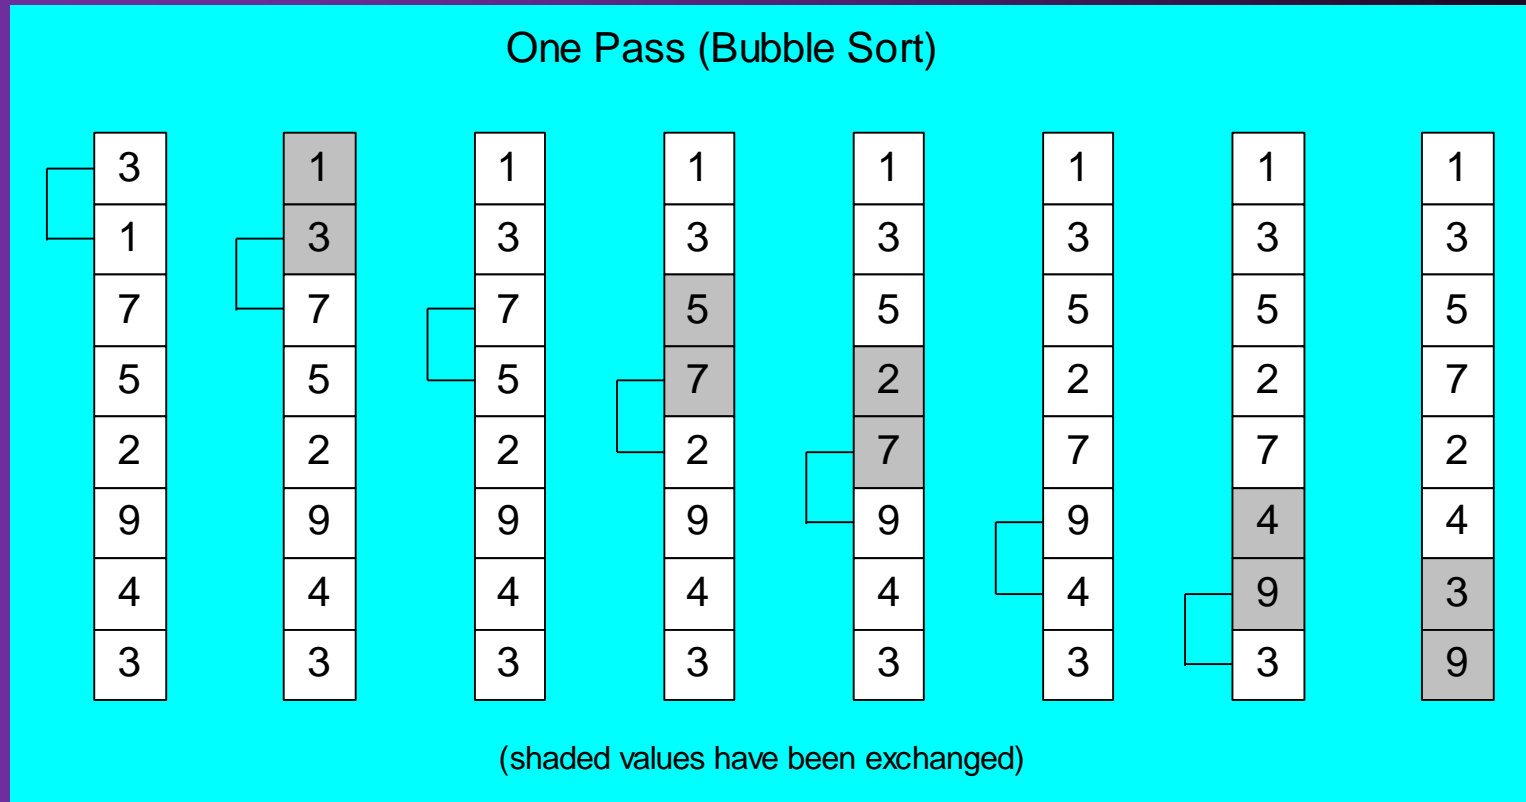 One Pass (Bubble Sort)
3 1 1 1 1 1 1 1
1 3 3 3 3 3 3 3
7 7 7 5 5 5 5 5
5 5 5 7 2 2 2 7
2 2 2 2 7 7 7 2
9 9 9 9 9 9 4 4
4 4 4 4 4 4 9 3
3 3 3 3 3 3 3 9
(shaded values have been exchanged)